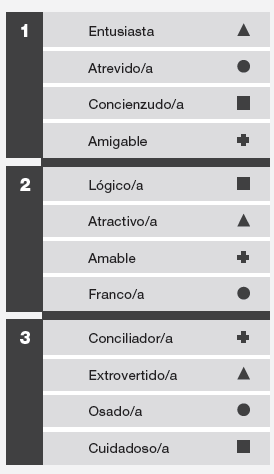 1
Entusiasta ▲
Atrevido/a ●
Concienzudo/a ■
Amigable ✚
2
Lógico/a ■
Atractivo/a ▲
Amable ✚
Franco/a ●
3
Conciliador/a ✚
Extrovertido/a ▲
Osado/a ●
Cuidadoso/a ■